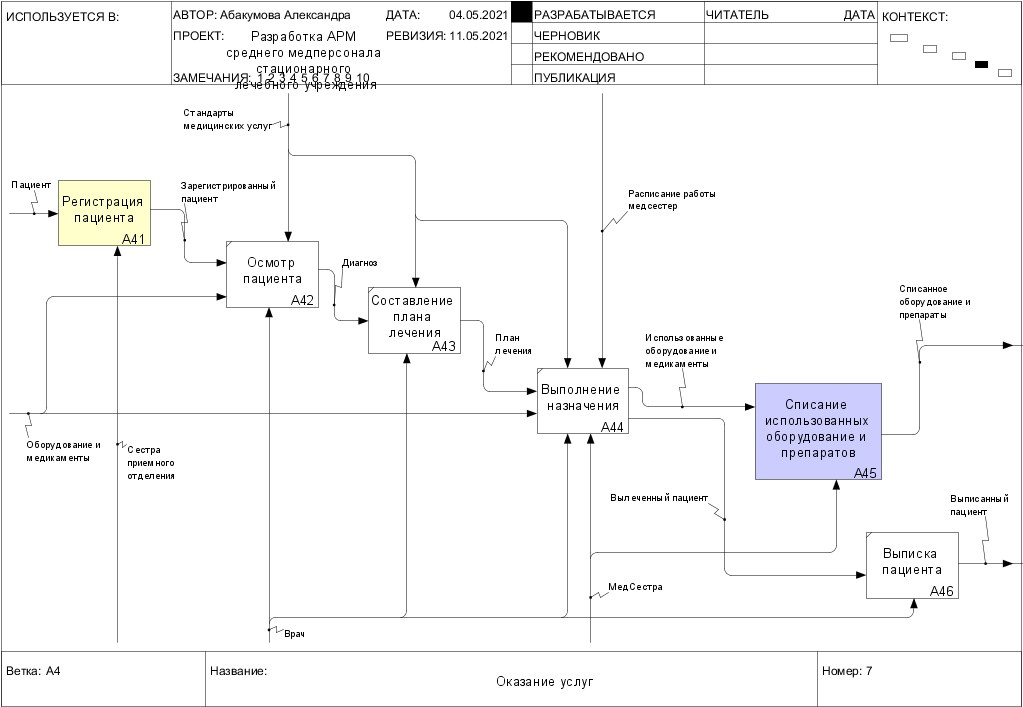 ИСПОЛЬЗУЕТСЯ В:
АВТОР: Абакумова Александра
ДАТА: 04.05.2021
РАЗРАБАТЫВАЕТСЯ
ЧИТАТЕЛЬ
ДАТА
КОНТЕКСТ:
ПРОЕКТ: Разработка АРМ
среднего медперсонала
стационарного
лечебного учреждения
РЕВИЗИЯ: 11.05.2021
ЧЕРНОВИК
РЕКОМЕНДОВАНО
ЗАМЕЧАНИЯ: 1 2 3 4 5 6 7 8 9 10
ПУБЛИКАЦИЯ
Стандарты
медицинских услуг
Пациент
Регистрация
пациента
A41
Зарегистрированный
пациент
Расписание работы
медсестер
Осмотр
пациента
A42
Диагноз
Составление
плана
лечения
A43
План
лечения
Списанное
оборудование и
препараты
Использованные
оборудование и
медикаменты
Выполнение
назначения
A44
Списание
использованных
оборудование и
препаратов
A45
Оборудование и
медикаменты
Сестра
приемного
отделения
Вылеченный пациент
Выписанный
пациент
Выписка
пациента
A46
МедСестра
Врач
Ветка: A4
Название:
Оказание услуг
Номер: 7